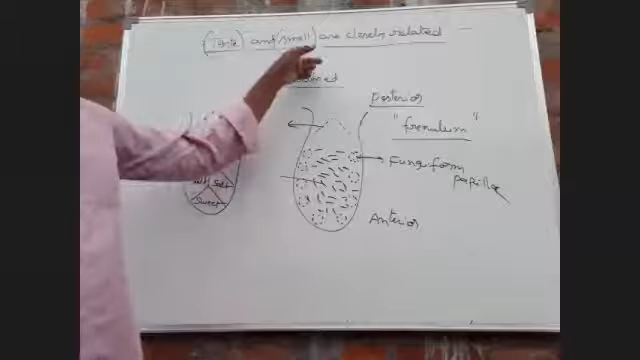 (Taste) and (smell) are closely related
Posterior
"frenulum"
Fungiform
papillae
Salt
Sweet
Anterior